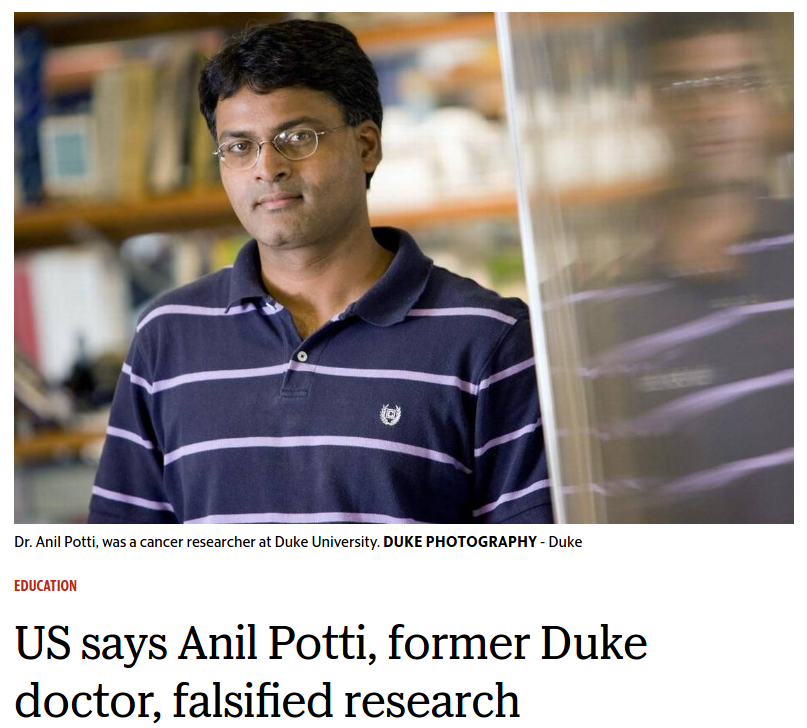 Dr. Anil Potti, was a cancer researcher at Duke University. DUKE PHOTOGRAPHY - Duke
EDUCATION
US says Anil Potti, former Duke
doctor, falsified research